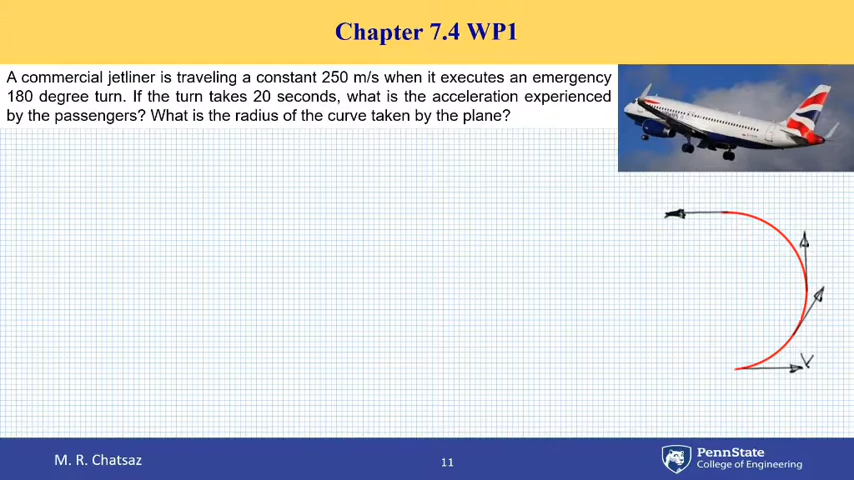 Chapter 7.4 WP1
A commercial jetliner is traveling a constant 250 m/s when it executes an emergency
180 degree turn. If the turn takes 20 seconds, what is the acceleration experienced
by the passengers? What is the radius of the curve taken by the plane?
V
M. R. Chatsaz
11
PennState
College of Engineering